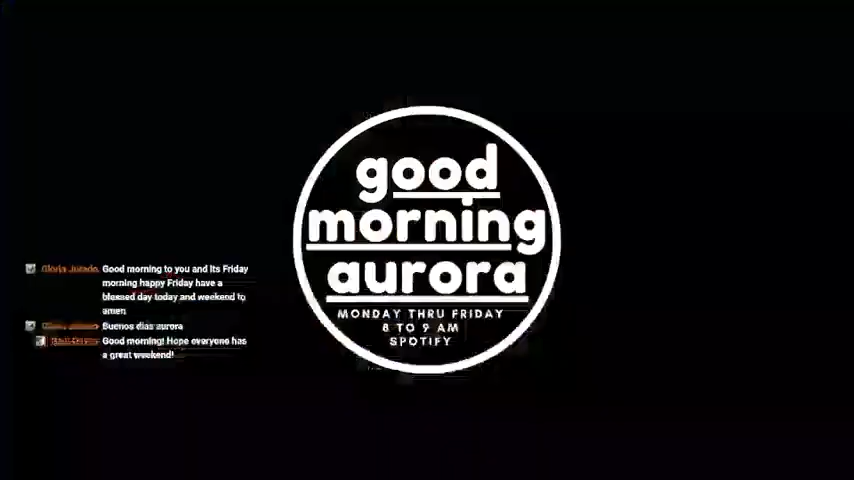 good
morning
aurora
MONDAY THRU FRIDAY
8 TO 9 AM
SPOTIFY
Good morning to you and its Friday
morning happy Friday have a
blessed day today and weekend to
amen
Buenos dias aurora
Good morning! Hope everyone has
a great weekend!